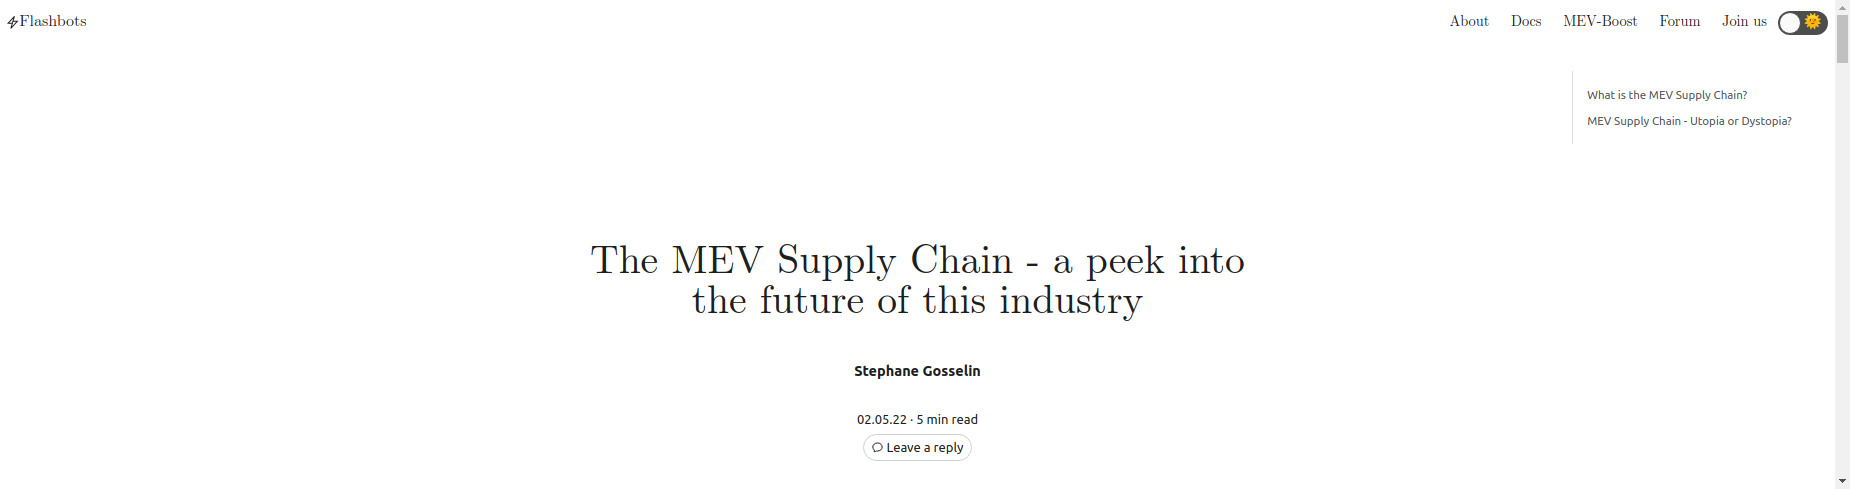 Flashbots
About Docs MEV-Boost Forum Join us
What is the MEV Supply Chain?
MEV Supply Chain - Utopia or Dystopia?
The MEV Supply Chain - a peek into
the future of this industry
Stephane Gosselin
02.05.22 · 5 min read
Leave a reply